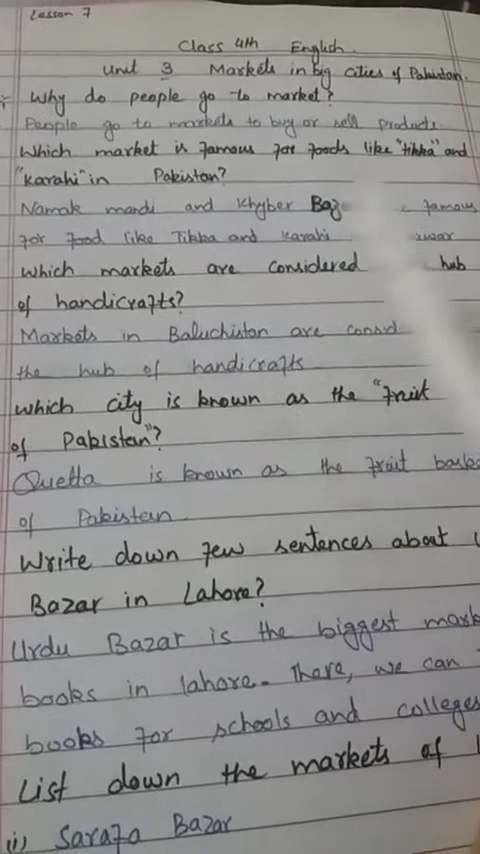 Lesson 7
Class 4th English
Unit 3 Markets in big cities of Pakistan.
Why do people go to market?
People go to markets to buy or sell products
Which market is famous for foods like "tikka" and
"karahi" in Pakistan?
Namak mandi and Khyber famous
for food like Tikka and karahi
which markets are considered hub
of handicrafts?
Markets in Baluchistan are
the hub of handicrafts
which city is known as the "fruit
of Pakistan"?
Quetta is known as the fruit
of Pakistan
Write down few sentences about
Bazar in Lahore?
Urdu Bazar is the biggest
books in lahore. There, we can
books for schools and colleges
List down the markets of
(i) Sarafa Bazar